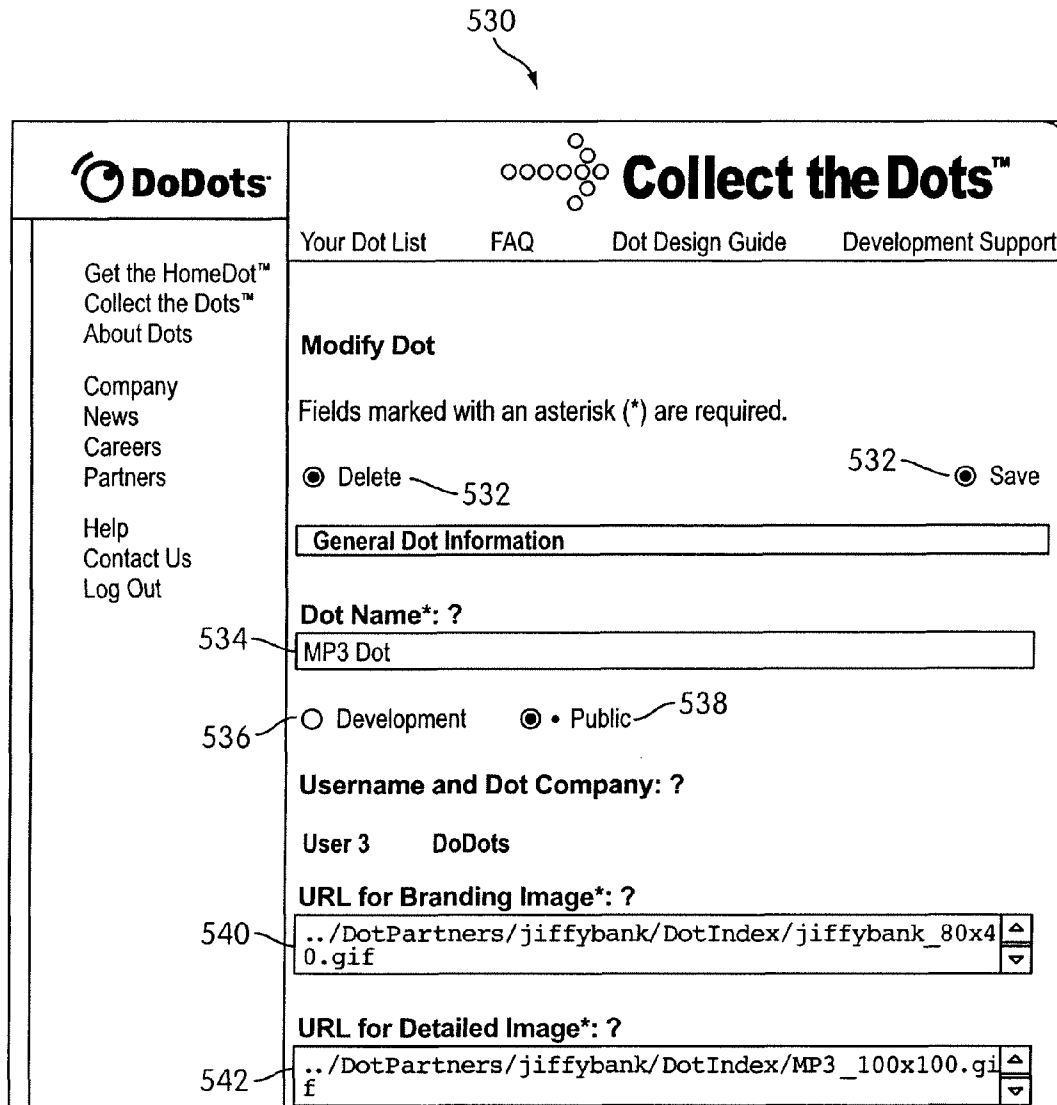 530
DoDots
Collect the Dots™
Your Dot List FAQ Dot Design Guide Development Support
Get the HomeDot™
Collect the Dots™
About Dots
Company
News
Careers
Partners
Help
Contact Us
Log Out
Modify Dot
Fields marked with an asterisk (*) are required.
Delete 532 532 Save
General Dot Information
Dot Name*: ?
534 MP3 Dot
536 Development • Public 538
Username and Dot Company: ?
User 3 DoDots
URL for Branding Image*: ?
540 ../DotPartners/jiffybank/DotIndex/jiffybank_80x4
0.gif
URL for Detailed Image*: ?
542 ../DotPartners/jiffybank/DotIndex/MP3_100x100.gi
f